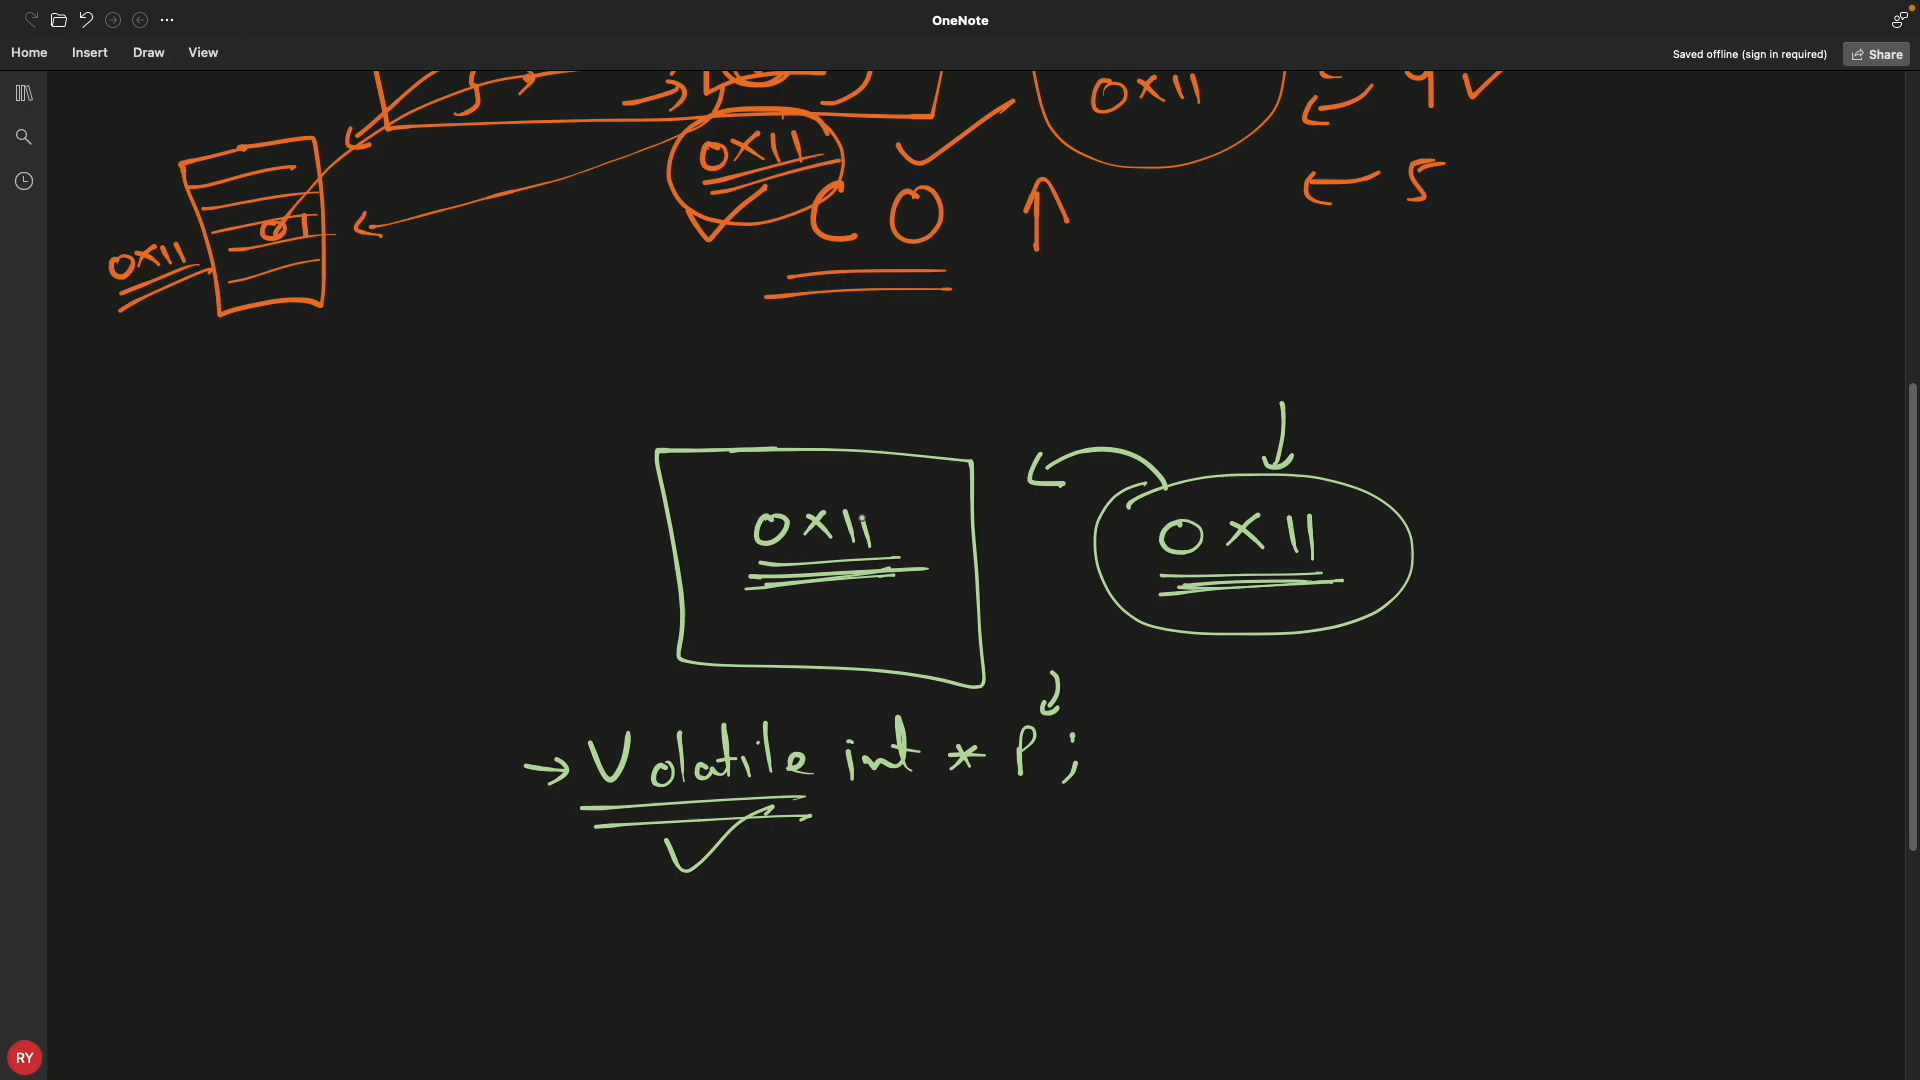 OneNote
Home Insert Draw View
Saved offline (sign in required) Share
0x11
9
0x11
5
01
CO
0x11
0x11
0x11
Volatile int * P;
RY